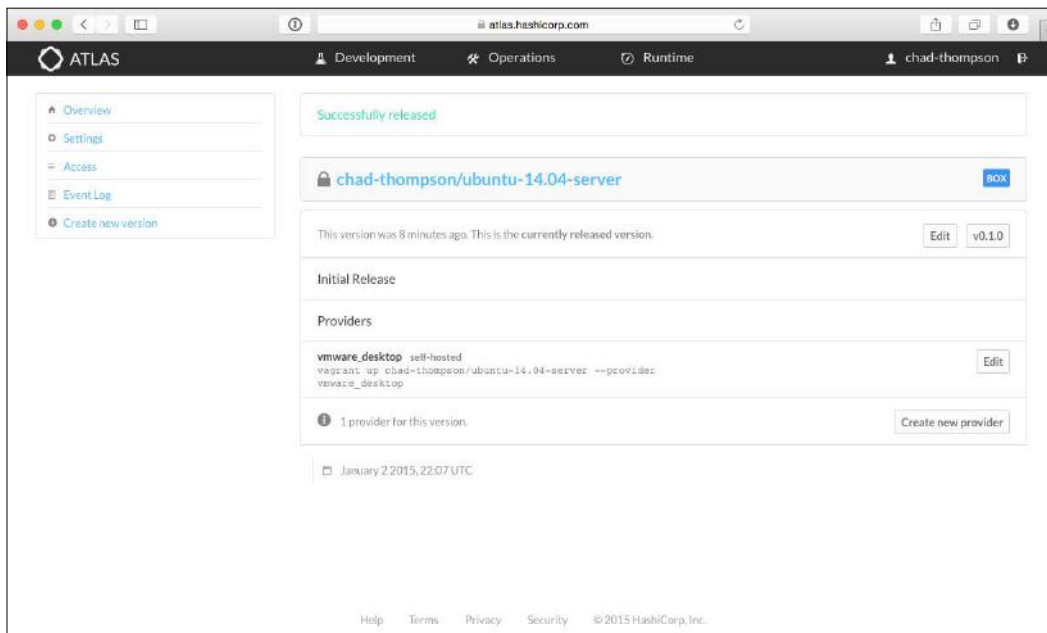 atlas.hashicorp.com
ATLAS
Development
Operations
Runtime
chad-thompson
Overview
Settings
Access
Event Log
Create new version
Successfully released
chad-thompson/ubuntu-14.04-server
BOX
This version was 8 minutes ago. This is the currently released version.
Edit
v0.1.0
Initial Release
Providers
vmware_desktop self-hosted
vagrant up chad-thompson/ubuntu-14.04-server --provider
vmware_desktop
Edit
1 provider for this version.
Create new provider
January 2 2015, 22:07 UTC
Help Terms Privacy Security © 2015 HashiCorp, Inc.